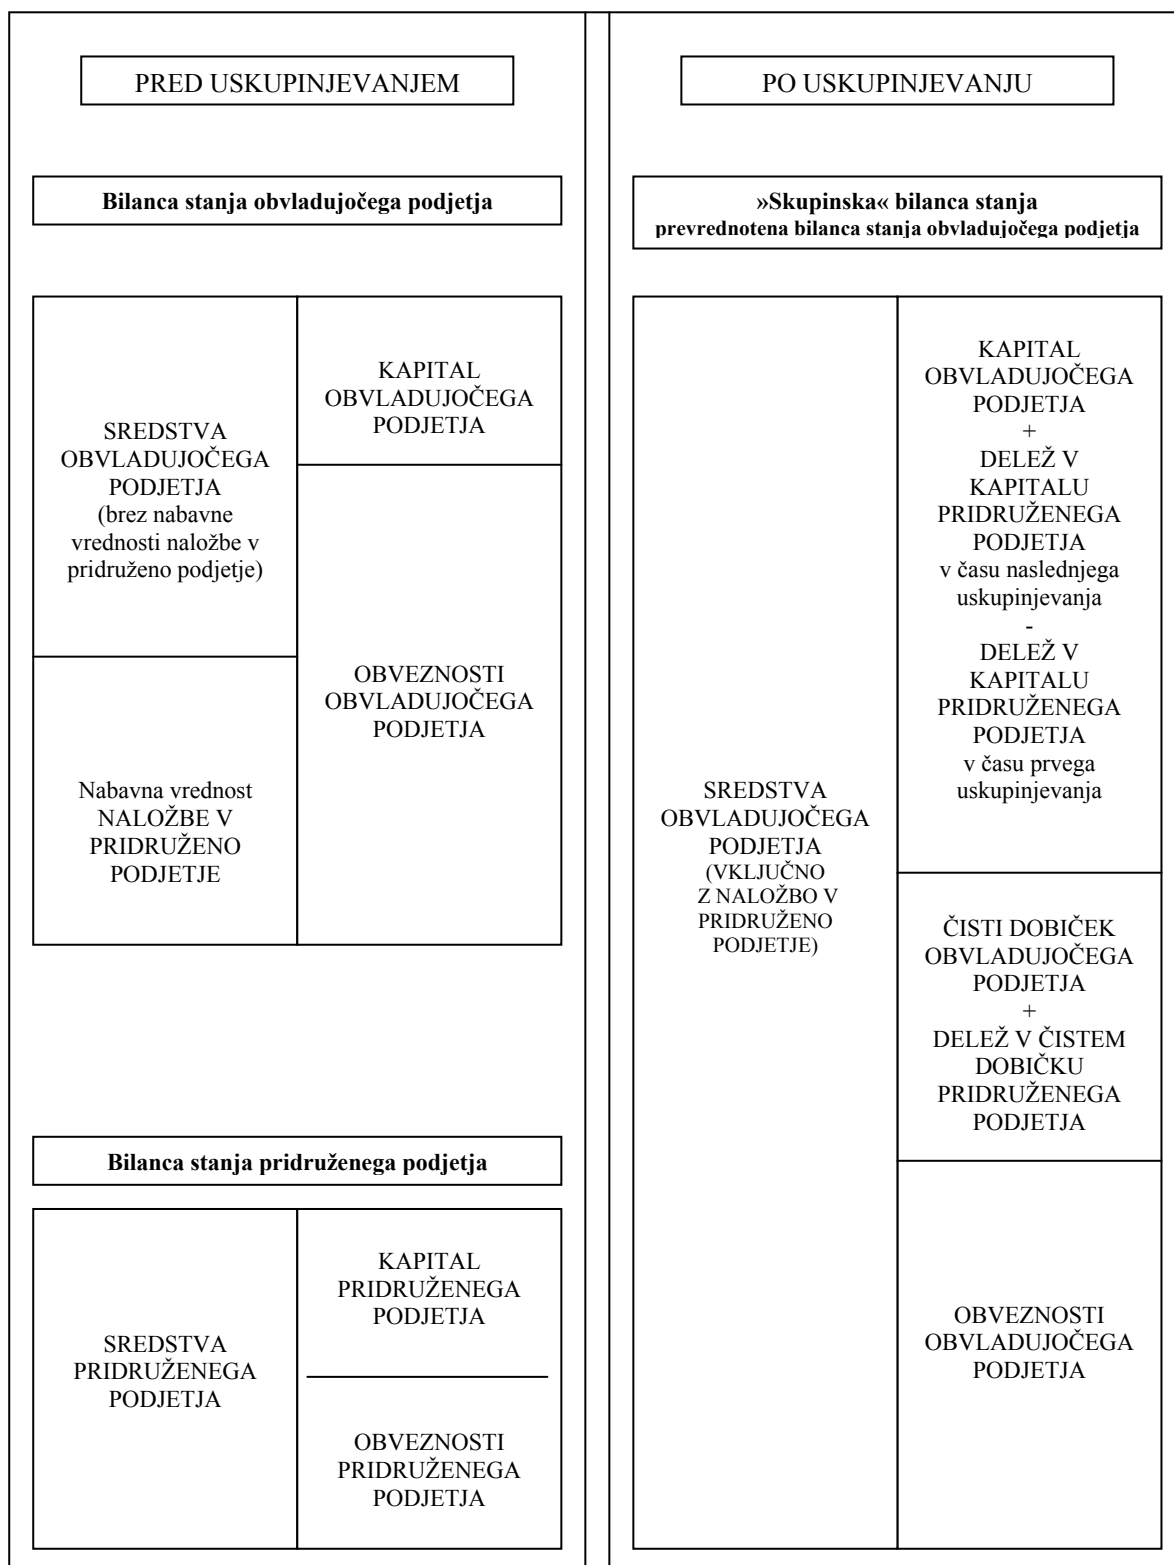 PRED USKUPINJEVANJEM
Bilanca stanja obvladujočega podjetja
SREDSTVA
OBVLADUJOČEGA
PODJETJA
(brez nabavne
vrednosti naložbe v
pridruženo podjetje)
Nabavna vrednost
NALOŽBE V
PRIDRUŽENO
PODJETJE
KAPITAL
OBVLADUJOČEGA
PODJETJA
OBVEZNOSTI
OBVLADUJOČEGA
PODJETJA
Bilanca stanja pridruženega podjetja
SREDSTVA
PRIDRUŽENEGA
PODJETJA
KAPITAL
PRIDRUŽENEGA
PODJETJA
OBVEZNOSTI
PRIDRUŽENEGA
PODJETJA
PO USKUPINJEVANJU
»Skupinska« bilanca stanja
prevrednotena bilanca stanja obvladujočega podjetja
SREDSTVA
OBVLADUJOČEGA
PODJETJA
(VKLJUČNO
Z NALOŽBO V
PRIDRUŽENO
PODJETJE)
KAPITAL
OBVLADUJOČEGA
PODJETJA
+
DELEŽ V
KAPITALU
PRIDRUŽENEGA
PODJETJA
v času naslednjega
uskupinjevanja
-
DELEŽ V
KAPITALU
PRIDRUŽENEGA
PODJETJA
v času prvega
uskupinjevanja
ČISTI DOBIČEK
OBVLADUJOČEGA
PODJETJA
+
DELEŽ V ČISTEM
DOBIČKU
PRIDRUŽENEGA
PODJETJA
OBVEZNOSTI
OBVLADUJOČEGA
PODJETJA